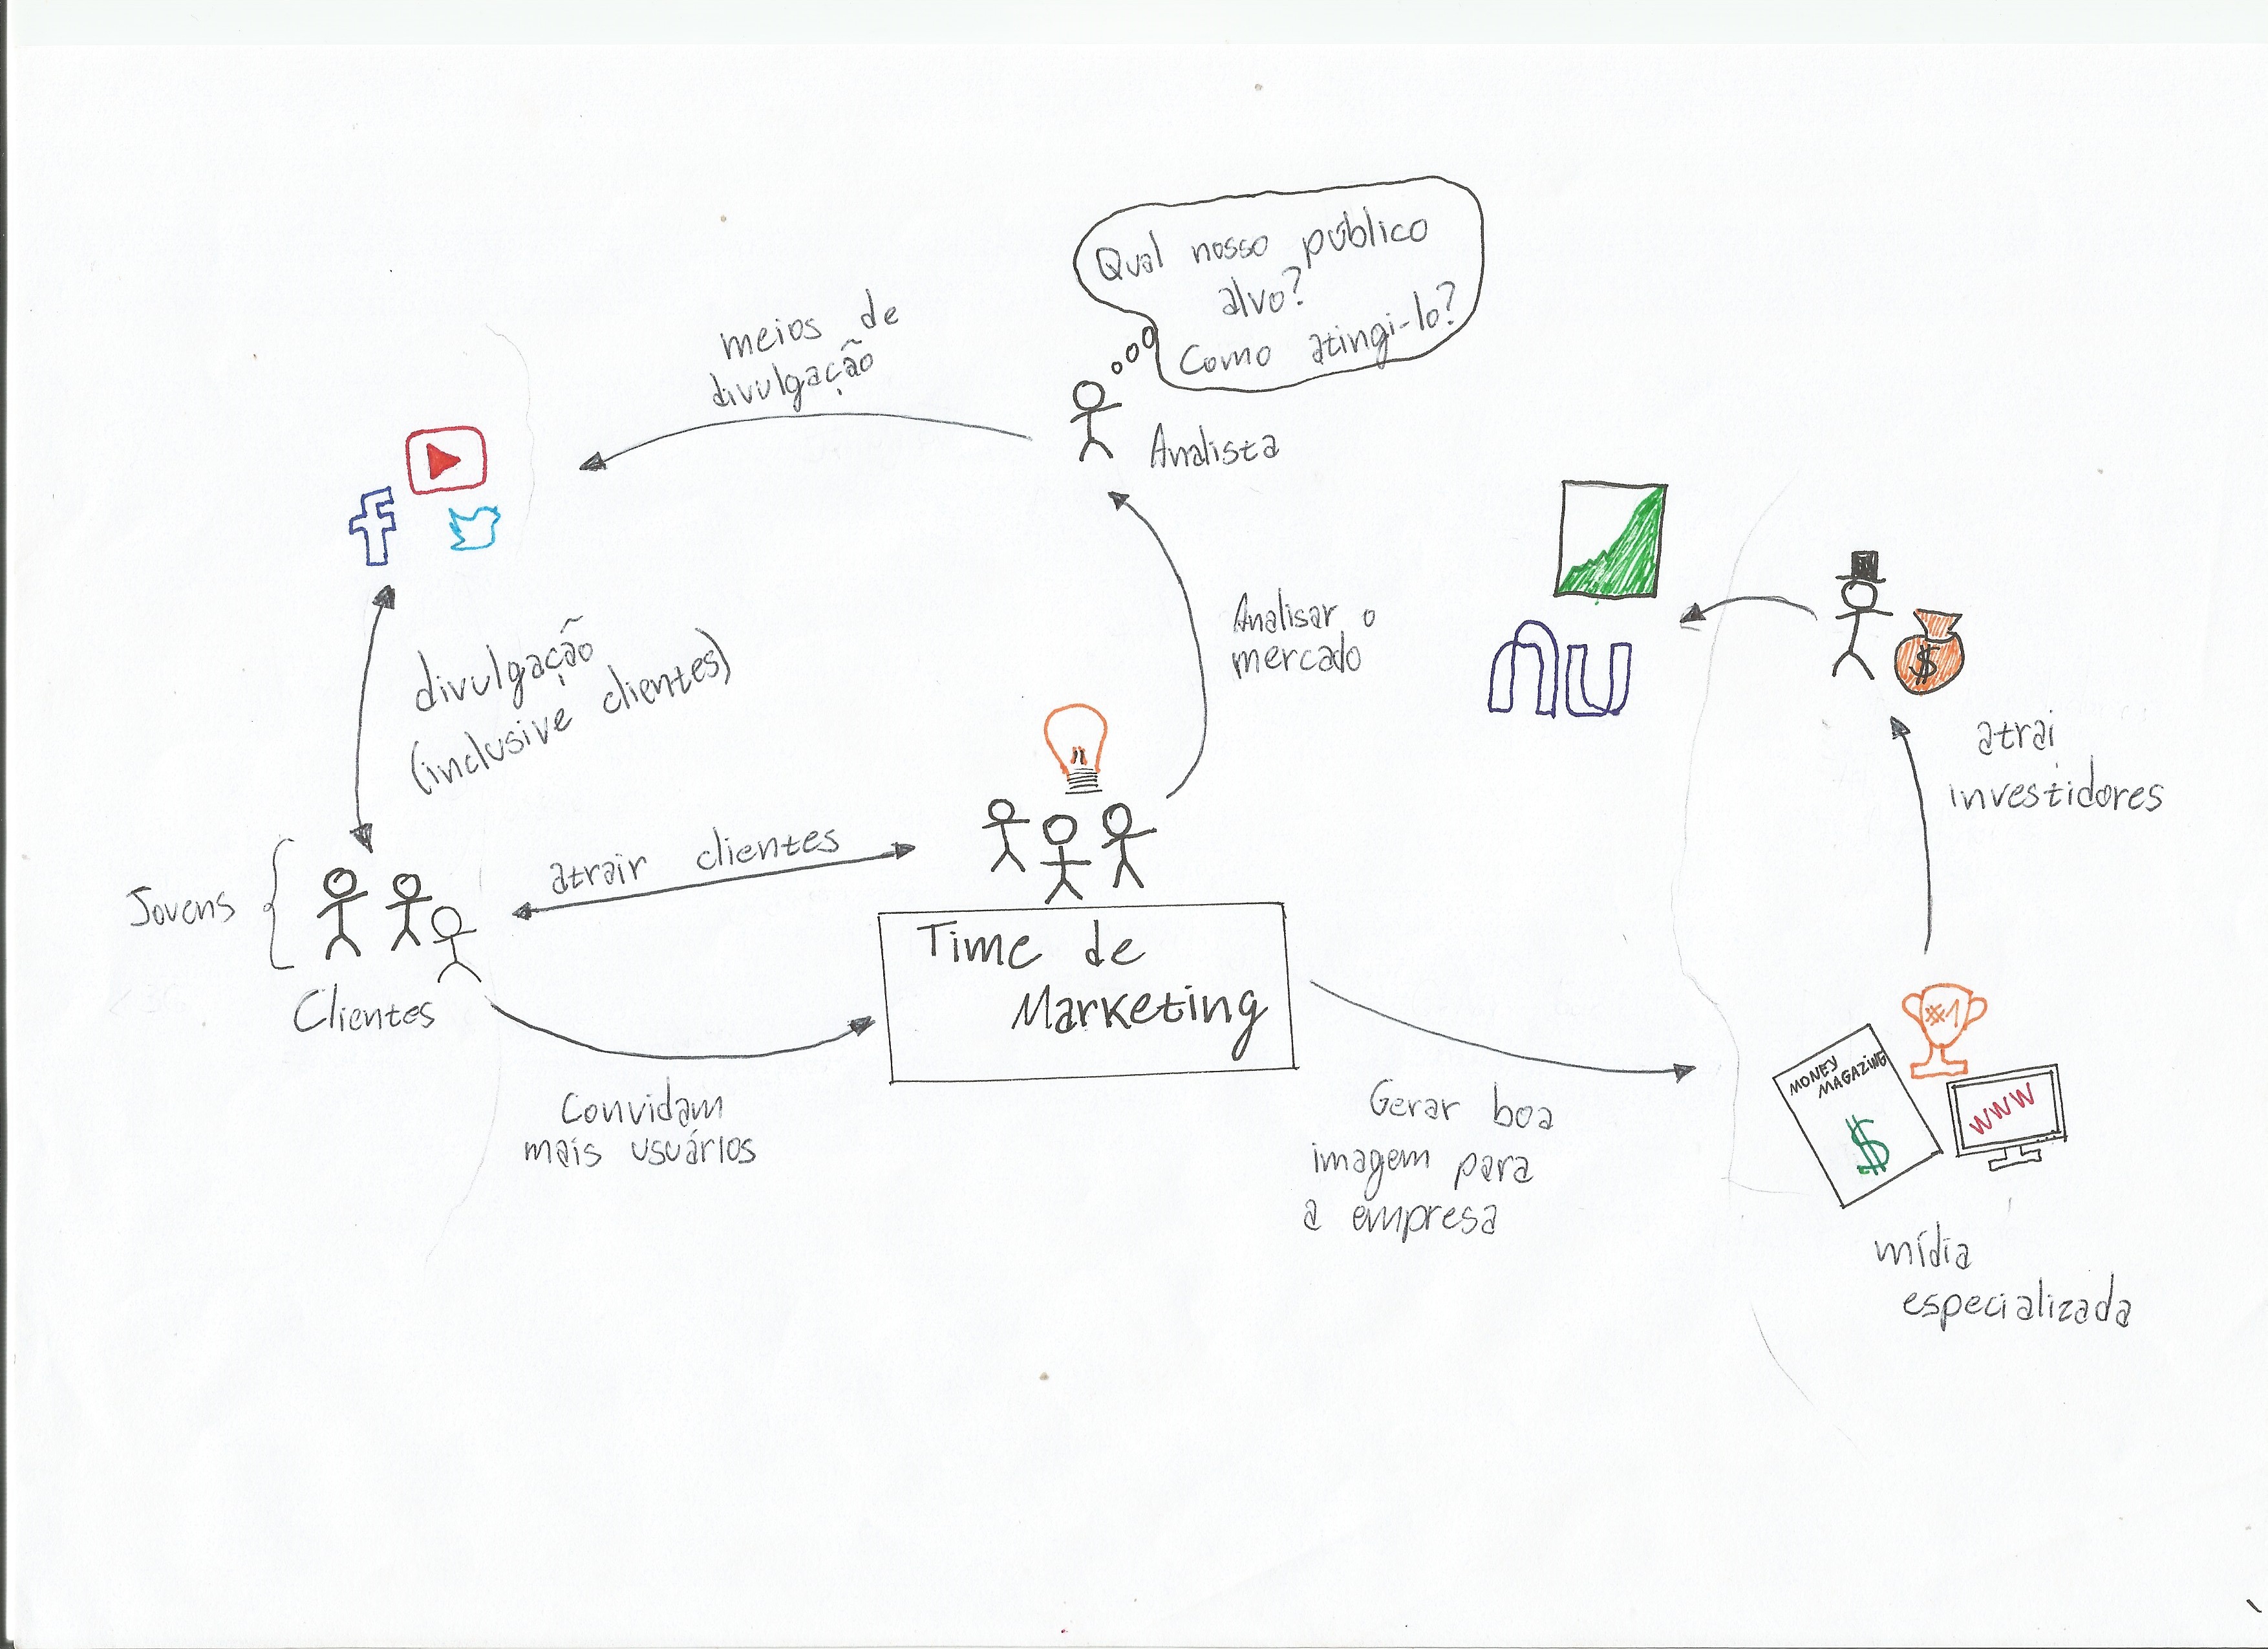 Qual nosso público
alvo?
Como atingi-lo?
Analista
meios de
divulgação
f
divulgação
(inclusive clientes)
Analisar o
mercado
nu
$
atrai
investidores
Jovens
atrair clientes
Clientes
Time de
Marketing
Convidam
mais usuários
Gerar boa
imagem para
a empresa
#1
MONEY
MAGAZING
$
WWW
mídia
especializada